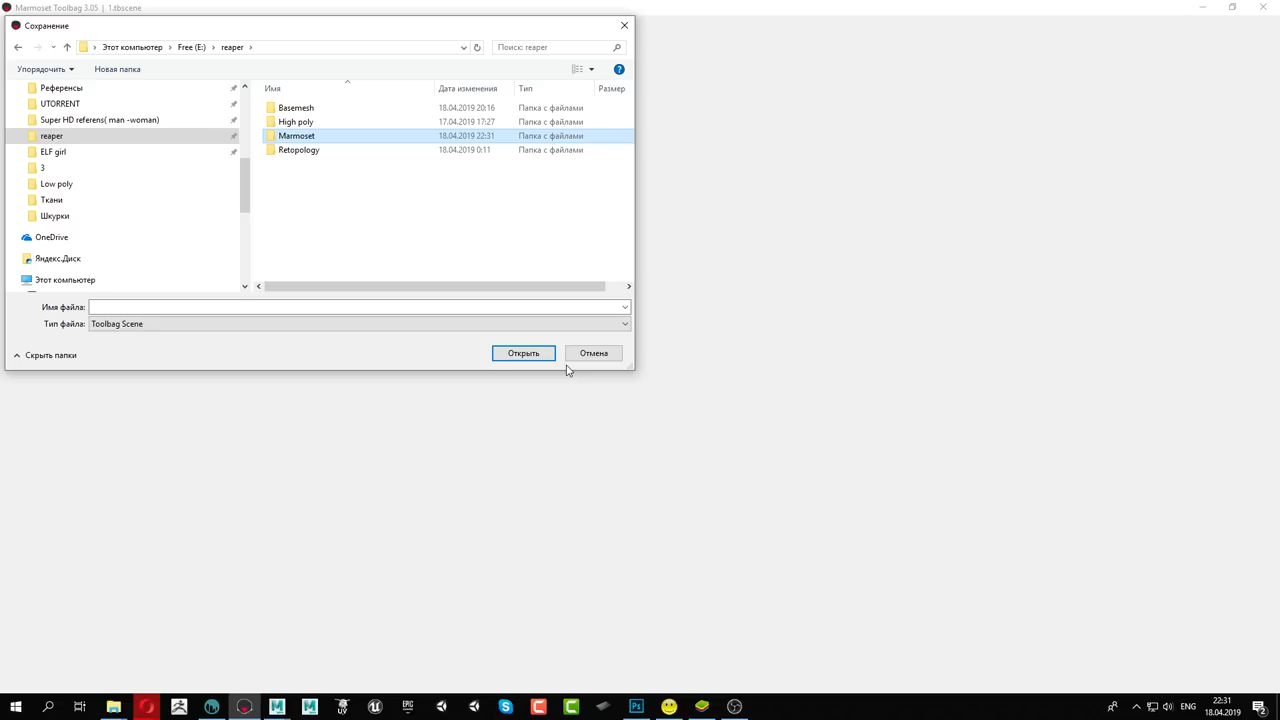 Marmoset Toolbag 3.05 | 1.tbscene
Сохранение
Этот компьютер
Free (E:)
reaper
Поиск: reaper
Упорядочить
Новая папка
Имя
Дата изменения
Тип
Размер
Референсы
UTORRENT
Super HD referens( man -woman)
reaper
ELF girl
3
Low poly
Ткани
Шкурки
OneDrive
Яндекс.Диск
Этот компьютер
Basemesh 18.04.2019 20:16 Папка с файлами
High poly 17.04.2019 17:27 Папка с файлами
Marmoset 18.04.2019 22:31 Папка с файлами
Retopology 18.04.2019 0:11 Папка с файлами
Имя файла:
Тип файла: Toolbag Scene
Скрыть папки
Открыть
Отмена
UV
EPIC
ENG
22:31
18.04.2019
2